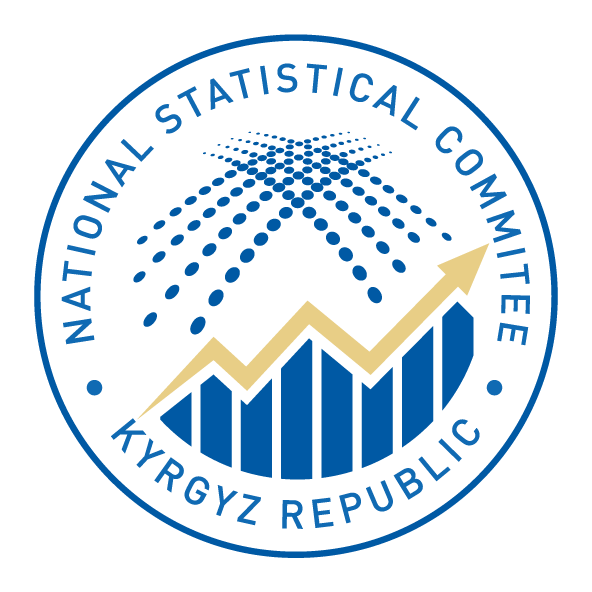 NATIONAL STATISTICAL COMMITEE
KYRGYZ REPUBLIC